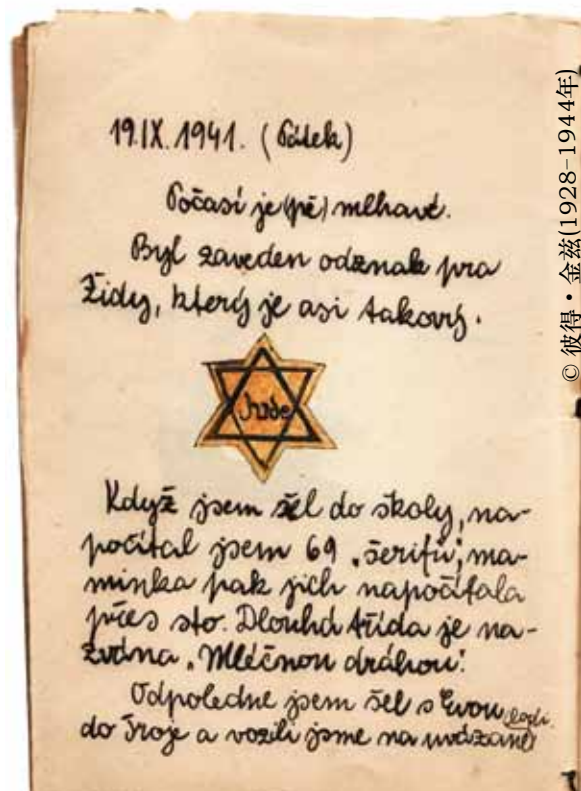 19.IX.1941. (Pátek)
Počasí je mlhavé.
Byl zaveden odznak pro
Židy, který je asi takový.
Jude
Když jsem šel do školy, na-
počítal jsem 69 „šerifů“, ma-
minka pak jich napočítala
přes sto. Dlouhá třída je na-
zvána „Mléčnou dráhou“.
Odpoledne jsem šel s Evou
do Troje a vozili jsme na uvázané lodi.
© 彼得·金兹(1928-1944年)